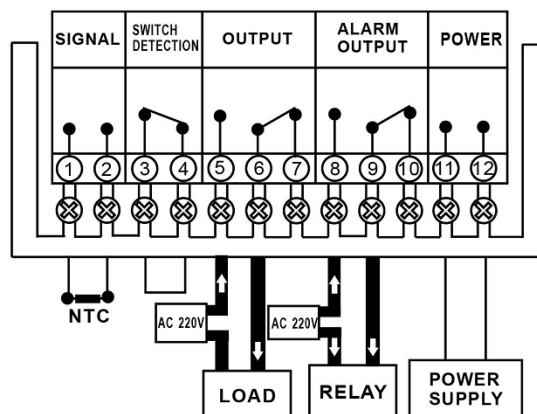 SIGNAL
SWITCH
DETECTION
OUTPUT
ALARM
OUTPUT
POWER
1 2 3 4 5 6 7 8 9 10 11 12
NTC
AC 220V
AC 220V
LOAD
RELAY
POWER
SUPPLY